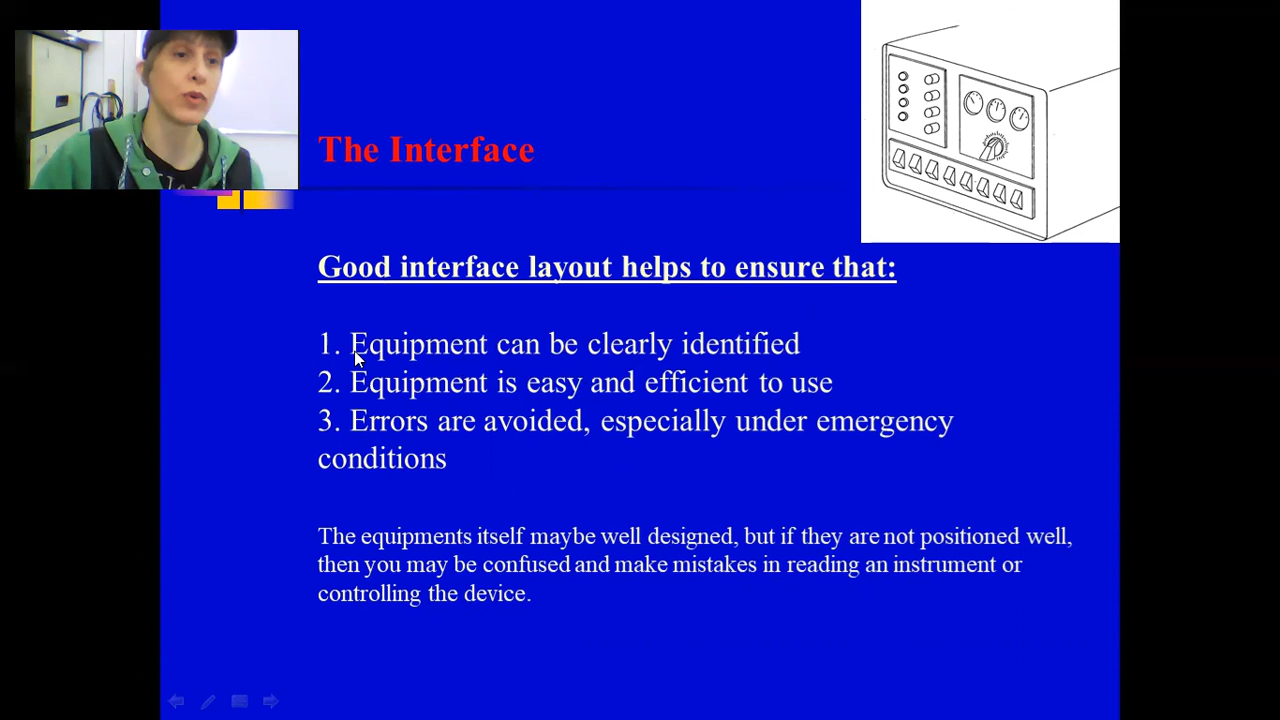 The Interface
Good interface layout helps to ensure that:
1. Equipment can be clearly identified
2. Equipment is easy and efficient to use
3. Errors are avoided, especially under emergency
conditions
The equipments itself maybe well designed, but if they are not positioned well,
then you may be confused and make mistakes in reading an instrument or
controlling the device.